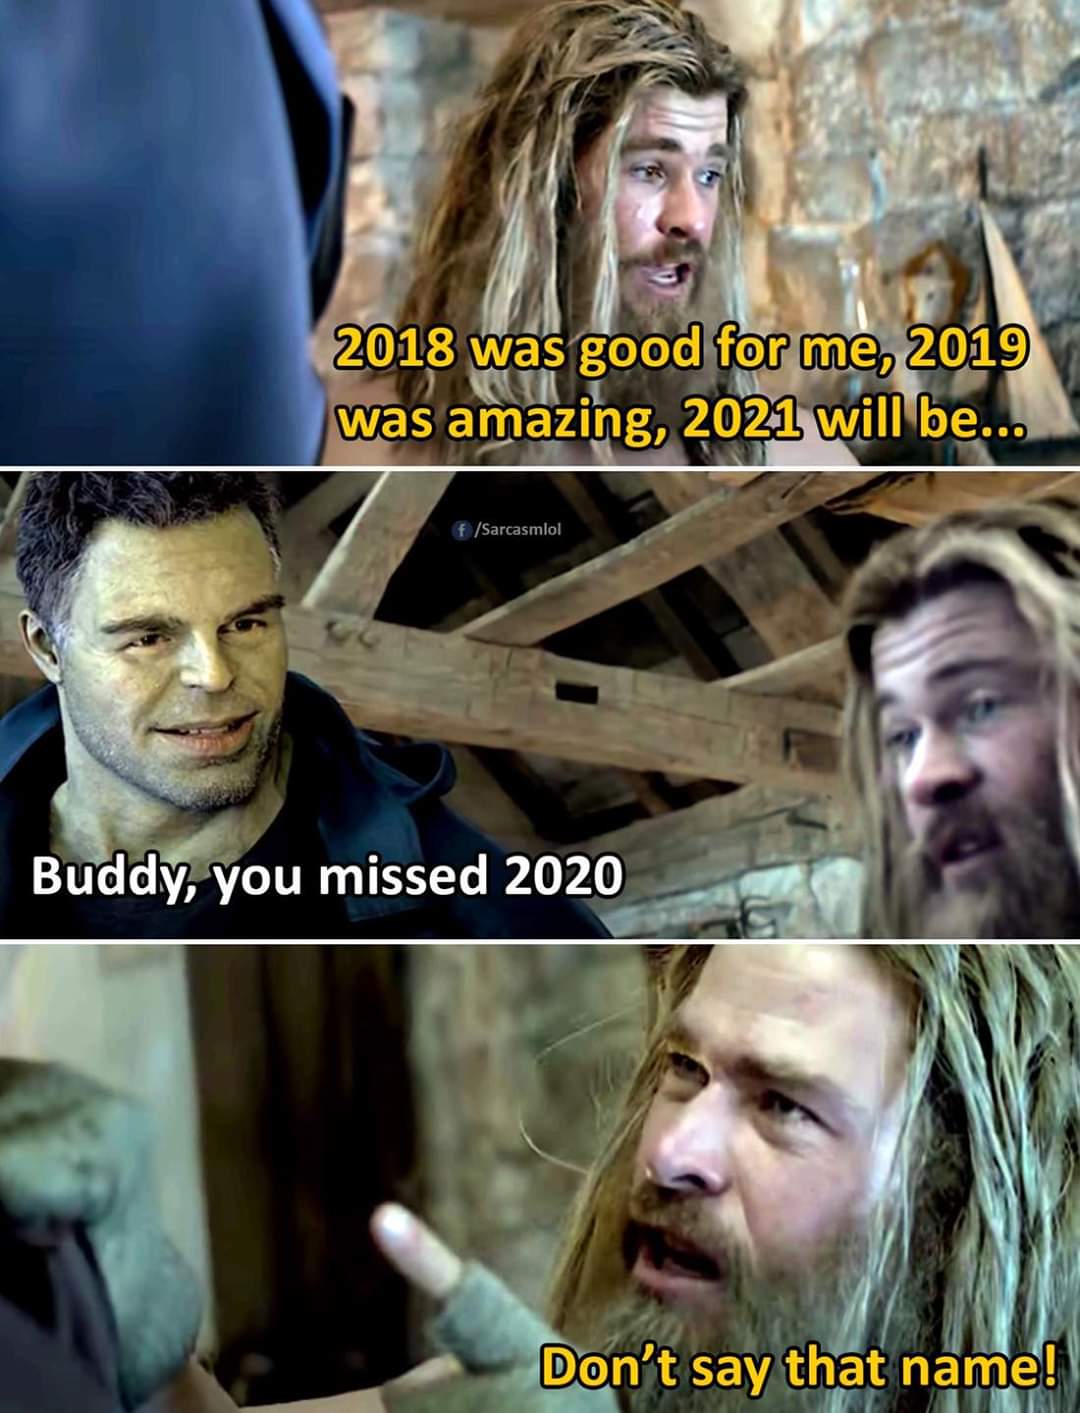 2018 was good for me, 2019
was amazing, 2021 will be...
f /Sarcasmlol
Buddy, you missed 2020
Don't say that name!